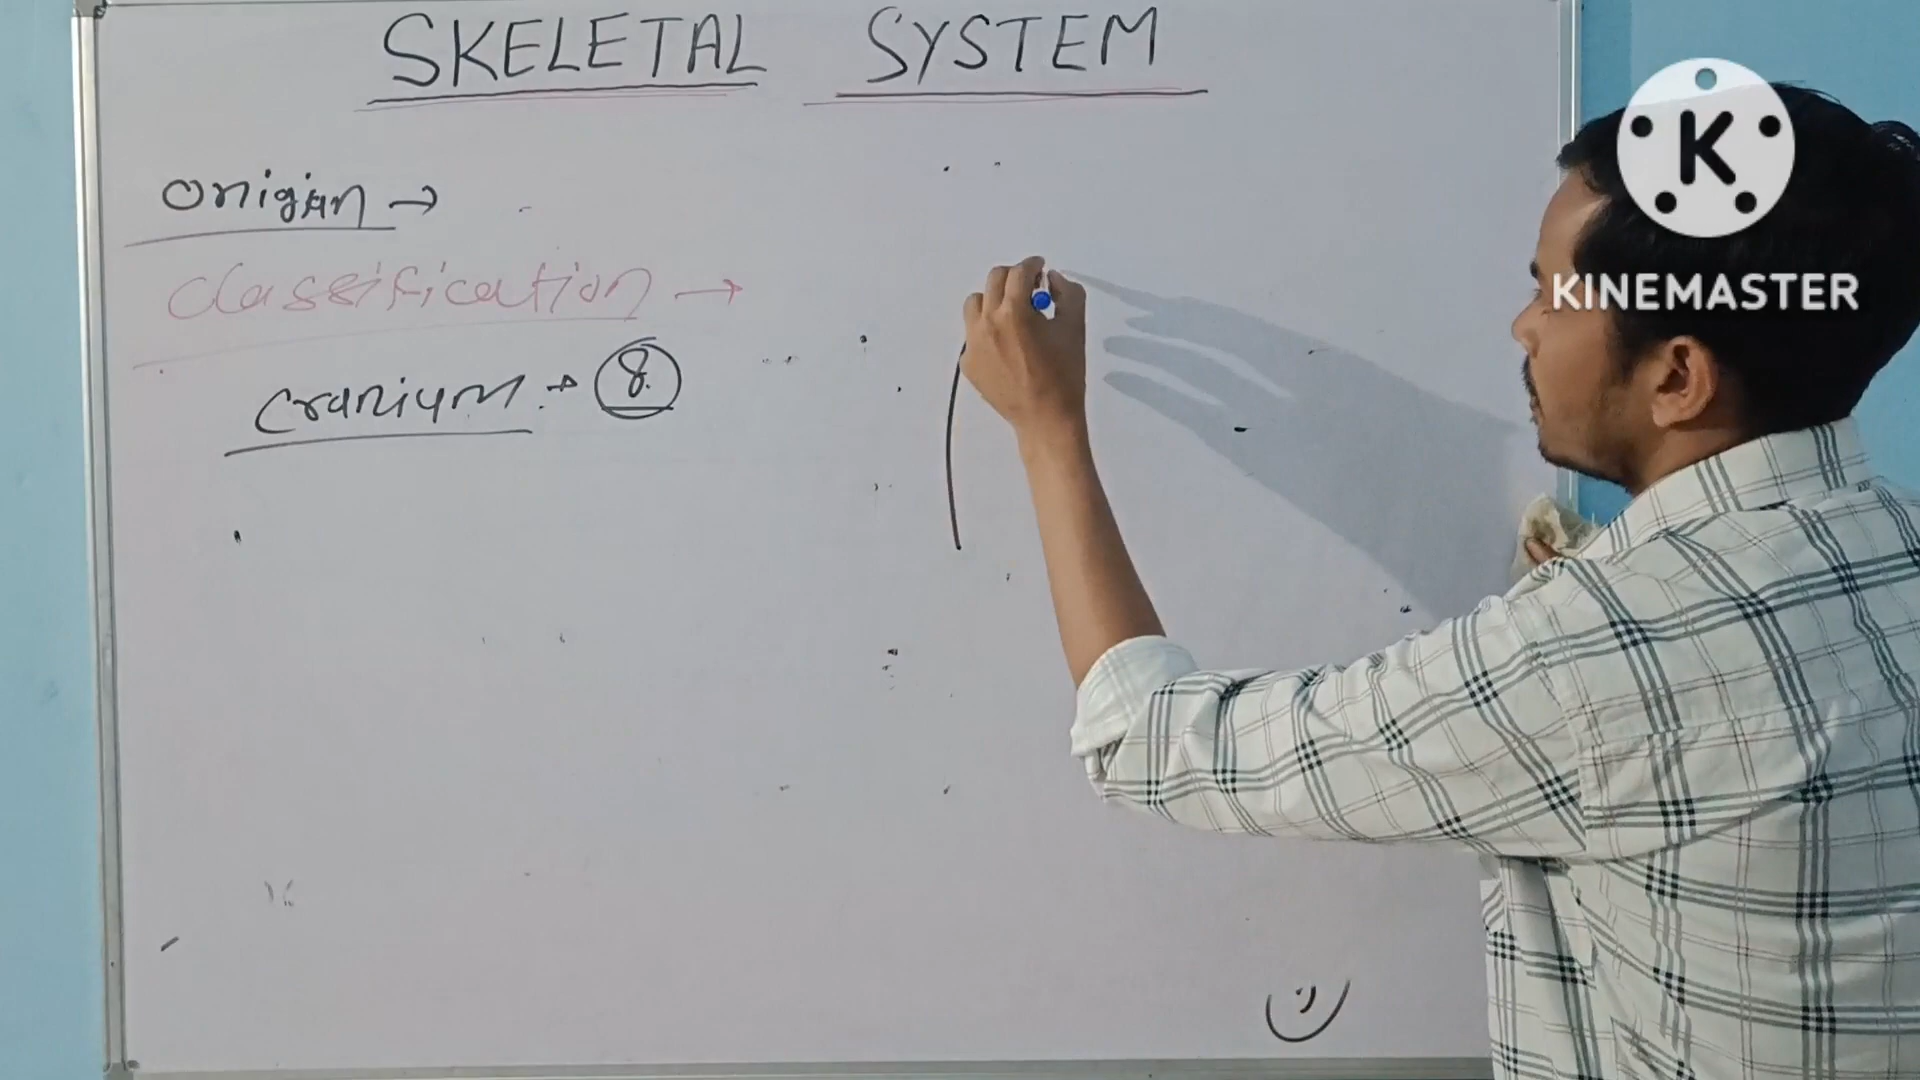 SKELETAL SYSTEM
Origin →
Classification →
Cranium → 8
K
KINEMASTER